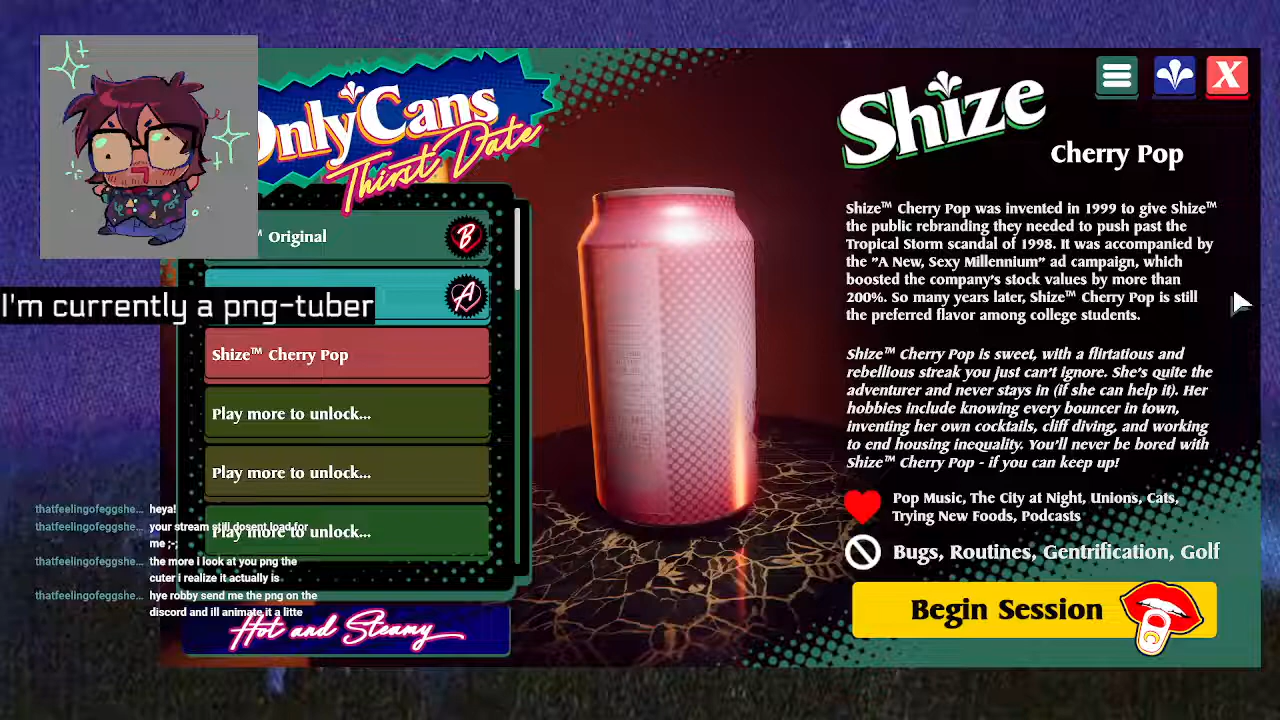 OnlyCans
Thirst Date
™ Original
B
A
I'm currently a png-tuber
Shize™ Cherry Pop
Play more to unlock...
Play more to unlock...
Play more to unlock...
Hot and Steamy
thatfeelingofeggshe... heya!
thatfeelingofeggshe... your stream still dosent load for
me ;-;
thatfeelingofeggshe... the more i look at you png the
cuter i realize it actually is
thatfeelingofeggshe... hye robby send me the png on the
discord and ill animate it a litte
X
Shize
Cherry Pop
Shize™ Cherry Pop was invented in 1999 to give Shize™
the public rebranding they needed to push past the
Tropical Storm scandal of 1998. It was accompanied by
the "A New, Sexy Millennium" ad campaign, which
boosted the company's stock values by more than
200%. So many years later, Shize™ Cherry Pop is still
the preferred flavor among college students.
Shize™ Cherry Pop is sweet, with a flirtatious and
rebellious streak you just can't ignore. She's quite the
adventurer and never stays in (if she can help it). Her
hobbies include knowing every bouncer in town,
inventing her own cocktails, cliff diving, and working
to end housing inequality. You'll never be bored with
Shize™ Cherry Pop - if you can keep up!
Pop Music, The City at Night, Unions, Cats,
Trying New Foods, Podcasts
Bugs, Routines, Gentrification, Golf
Begin Session